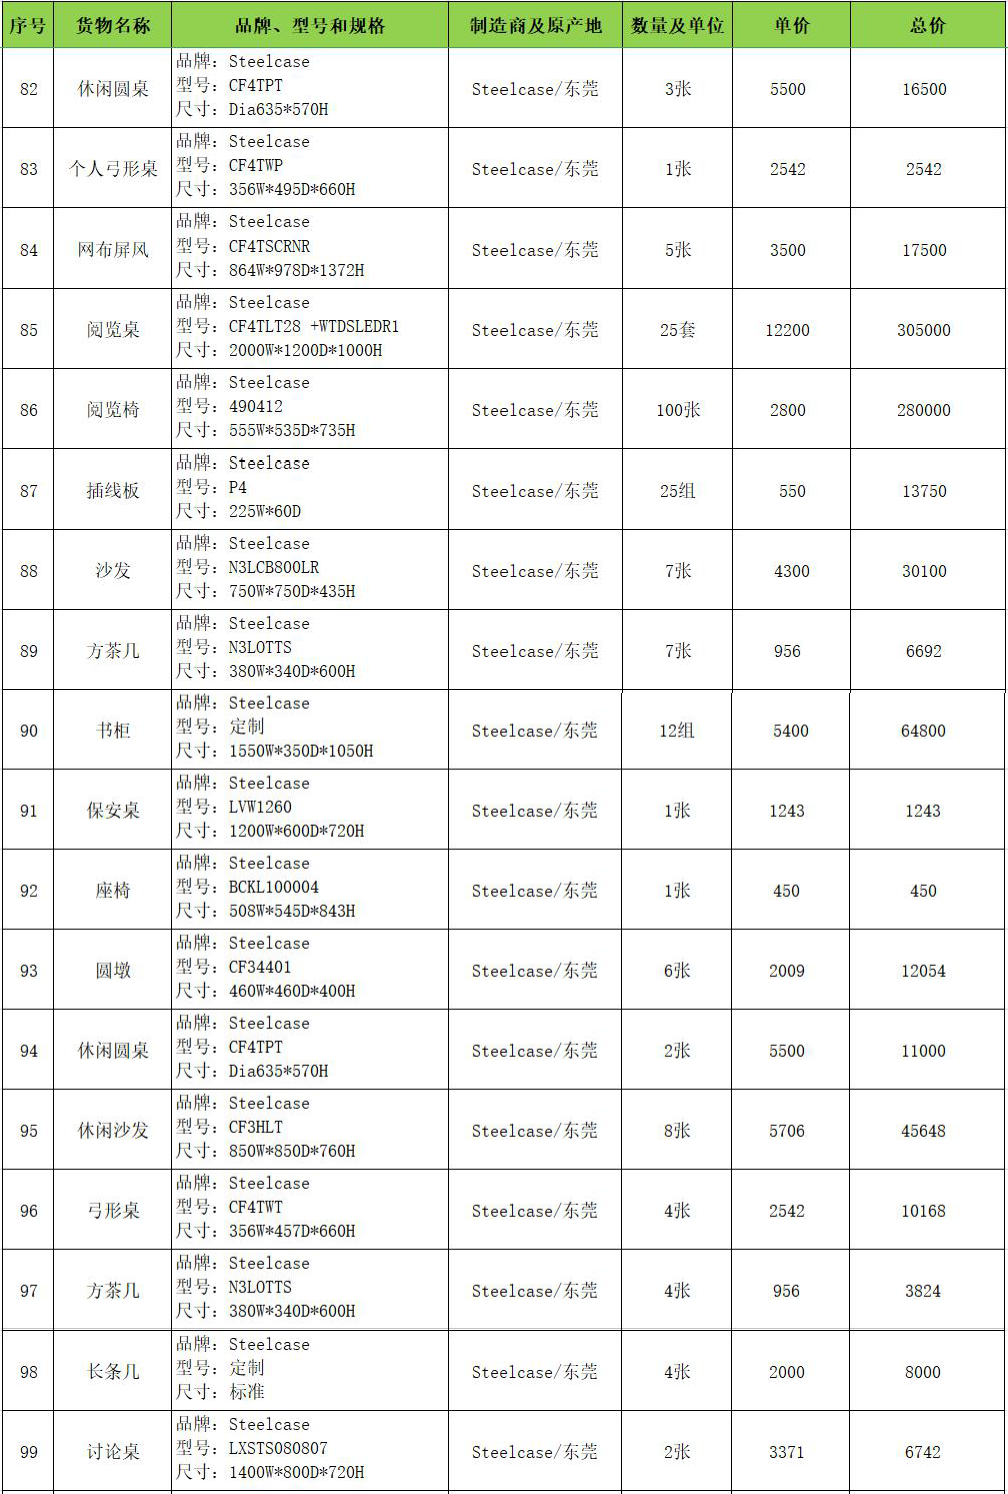 序号 货物名称 品牌、型号和规格 制造商及原产地 数量及单位 单价 总价
品牌：Steelcase
82 休闲圆桌 型号：CF4TPT Steelcase/东莞 3张 5500 16500
尺寸：Dia635*570H
品牌：Steelcase
83 个人弓形桌 型号：CF4TWP Steelcase/东莞 1张 2542 2542
尺寸：356W*495D*660H
品牌：Steelcase
84 网布屏风 型号：CF4TSCRNR Steelcase/东莞 5张 3500 17500
尺寸：864W*978D*1372H
品牌：Steelcase
85 阅览桌 型号：CF4TLT28 +WTDSLEDR1 Steelcase/东莞 25套 12200 305000
尺寸：2000W*1200D*1000H
品牌：Steelcase
86 阅览椅 型号：490412 Steelcase/东莞 100张 2800 280000
尺寸：555W*535D*735H
品牌：Steelcase
87 插线板 型号：P4 Steelcase/东莞 25组 550 13750
尺寸：225W*60D
品牌：Steelcase
88 沙发 型号：N3LCB800LR Steelcase/东莞 7张 4300 30100
尺寸：750W*750D*435H
品牌：Steelcase
89 方茶几 型号：N3LOTTS Steelcase/东莞 7张 956 6692
尺寸：380W*340D*600H
品牌：Steelcase
90 书柜 型号：定制 Steelcase/东莞 12组 5400 64800
尺寸：1550W*350D*1050H
品牌：Steelcase
91 保安桌 型号：LVW1260 Steelcase/东莞 1张 1243 1243
尺寸：1200W*600D*720H
品牌：Steelcase
92 座椅 型号：BCKL100004 Steelcase/东莞 1张 450 450
尺寸：508W*545D*843H
品牌：Steelcase
93 圆墩 型号：CF34401 Steelcase/东莞 6张 2009 12054
尺寸：460W*460D*400H
品牌：Steelcase
94 休闲圆桌 型号：CF4TPT Steelcase/东莞 2张 5500 11000
尺寸：Dia635*570H
品牌：Steelcase
95 休闲沙发 型号：CF3HLT Steelcase/东莞 8张 5706 45648
尺寸：850W*850D*760H
品牌：Steelcase
96 弓形桌 型号：CF4TWT Steelcase/东莞 4张 2542 10168
尺寸：356W*457D*660H
品牌：Steelcase
97 方茶几 型号：N3LOTTS Steelcase/东莞 4张 956 3824
尺寸：380W*340D*600H
品牌：Steelcase
98 长条几 型号：定制 Steelcase/东莞 4张 2000 8000
尺寸：标准
品牌：Steelcase
99 讨论桌 型号：LXSTS080807 Steelcase/东莞 2张 3371 6742
尺寸：1400W*800D*720H